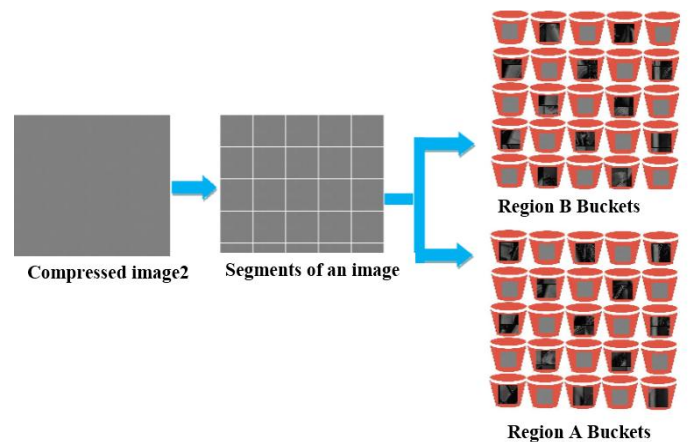 Compressed image2
Segments of an image
Region B Buckets
Region A Buckets